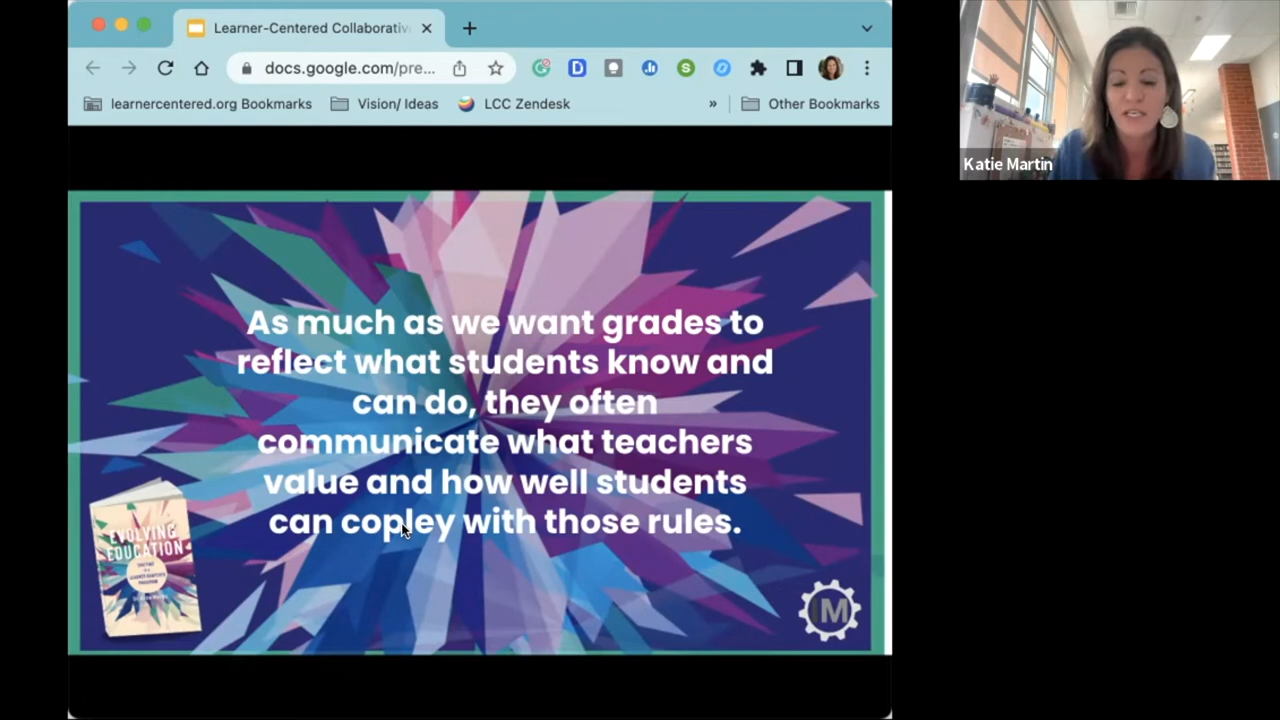 Learner-Centered Collaborativ
docs.google.com/pre...
learnercentered.org Bookmarks
Vision/ Ideas
LCC Zendesk
»
Other Bookmarks
Katie Martin
As much as we want grades to
reflect what students know and
can do, they often
communicate what teachers
value and how well students
can copley with those rules.
EVOLVING
EDUCATION
IM